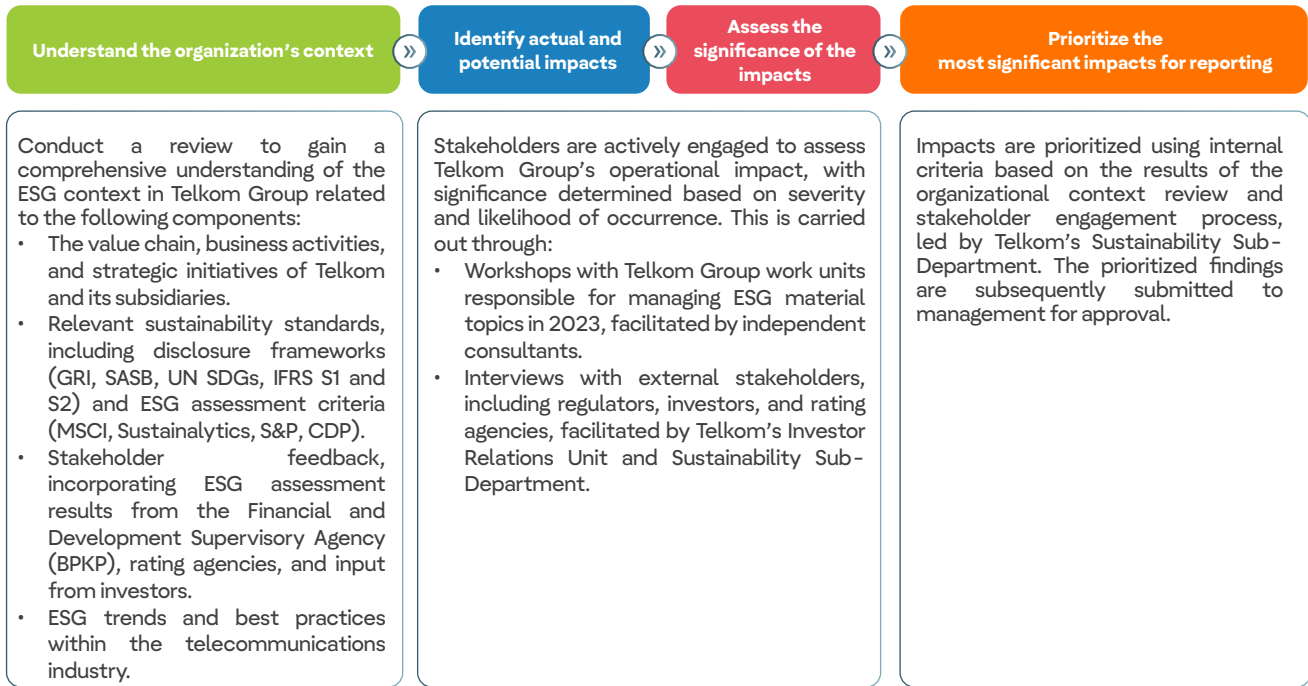 Understand the organization's context
»
Identify actual and
potential impacts
»
Assess the
significance of the
impacts
»
Prioritize the
most significant impacts for reporting
Conduct a review to gain a
comprehensive understanding of the
ESG context in Telkom Group related
to the following components:
• The value chain, business activities,
and strategic initiatives of Telkom
and its subsidiaries.
• Relevant sustainability standards,
including disclosure frameworks
(GRI, SASB, UN SDGs, IFRS S1 and
S2) and ESG assessment criteria
(MSCI, Sustainalytics, S&P, CDP).
• Stakeholder feedback,
incorporating ESG assessment
results from the Financial and
Development Supervisory Agency
(BPKP), rating agencies, and input
from investors.
• ESG trends and best practices
within the telecommunications
industry.
Stakeholders are actively engaged to assess
Telkom Group's operational impact, with
significance determined based on severity
and likelihood of occurrence. This is carried
out through:
• Workshops with Telkom Group work units
responsible for managing ESG material
topics in 2023, facilitated by independent
consultants.
• Interviews with external stakeholders,
including regulators, investors, and rating
agencies, facilitated by Telkom's Investor
Relations Unit and Sustainability Sub-
Department.
Impacts are prioritized using internal
criteria based on the results of the
organizational context review and
stakeholder engagement process,
led by Telkom's Sustainability Sub-
Department. The prioritized findings
are subsequently submitted to
management for approval.